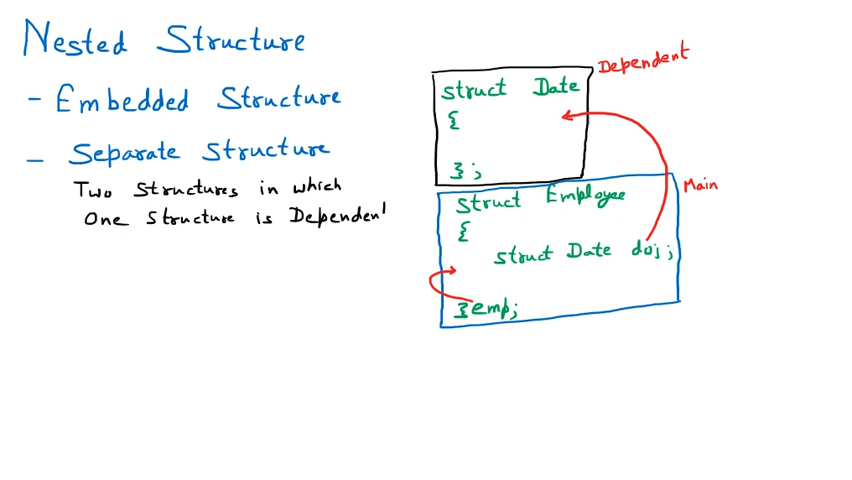 Nested Structure
- Embedded Structure
- Separate Structure
Two Structures in which
One Structure is Dependent
Dependent
struct Date
{
};
Main
struct Employee
{
struct Date doj;
}emp;